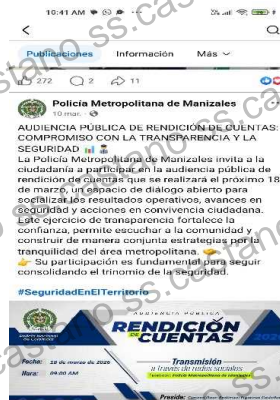 10:41 AM
Publicaciones Información Más
272 2 11
Policía Metropolitana de Manizales
10 mar.
AUDIENCIA PÚBLICA DE RENDICIÓN DE CUENTAS:
COMPROMISO CON LA TRANSPARENCIA Y LA
SEGURIDAD
La Policía Metropolitana de Manizales invita a la
ciudadanía a participar en la audiencia pública de
rendición de cuentas que se realizará el próximo 18
de marzo, un espacio de diálogo abierto para
socializar los resultados operativos, avances en
seguridad y acciones en convivencia ciudadana.
Este ejercicio de transparencia fortalece la
confianza, permite escuchar a la comunidad y
construir de manera conjunta estrategias por la
tranquilidad del área metropolitana.
Su participación es fundamental para seguir
consolidando el trinomio de la seguridad.
#SeguridadEnElTerritorio
AUDIENCIA PÚBLICA
RENDICIÓN
DE CUENTAS 2026
Fecha: 18 de marzo de 2026
Hora: 09:00 AM
Transmisión
a través de redes sociales
Preside: